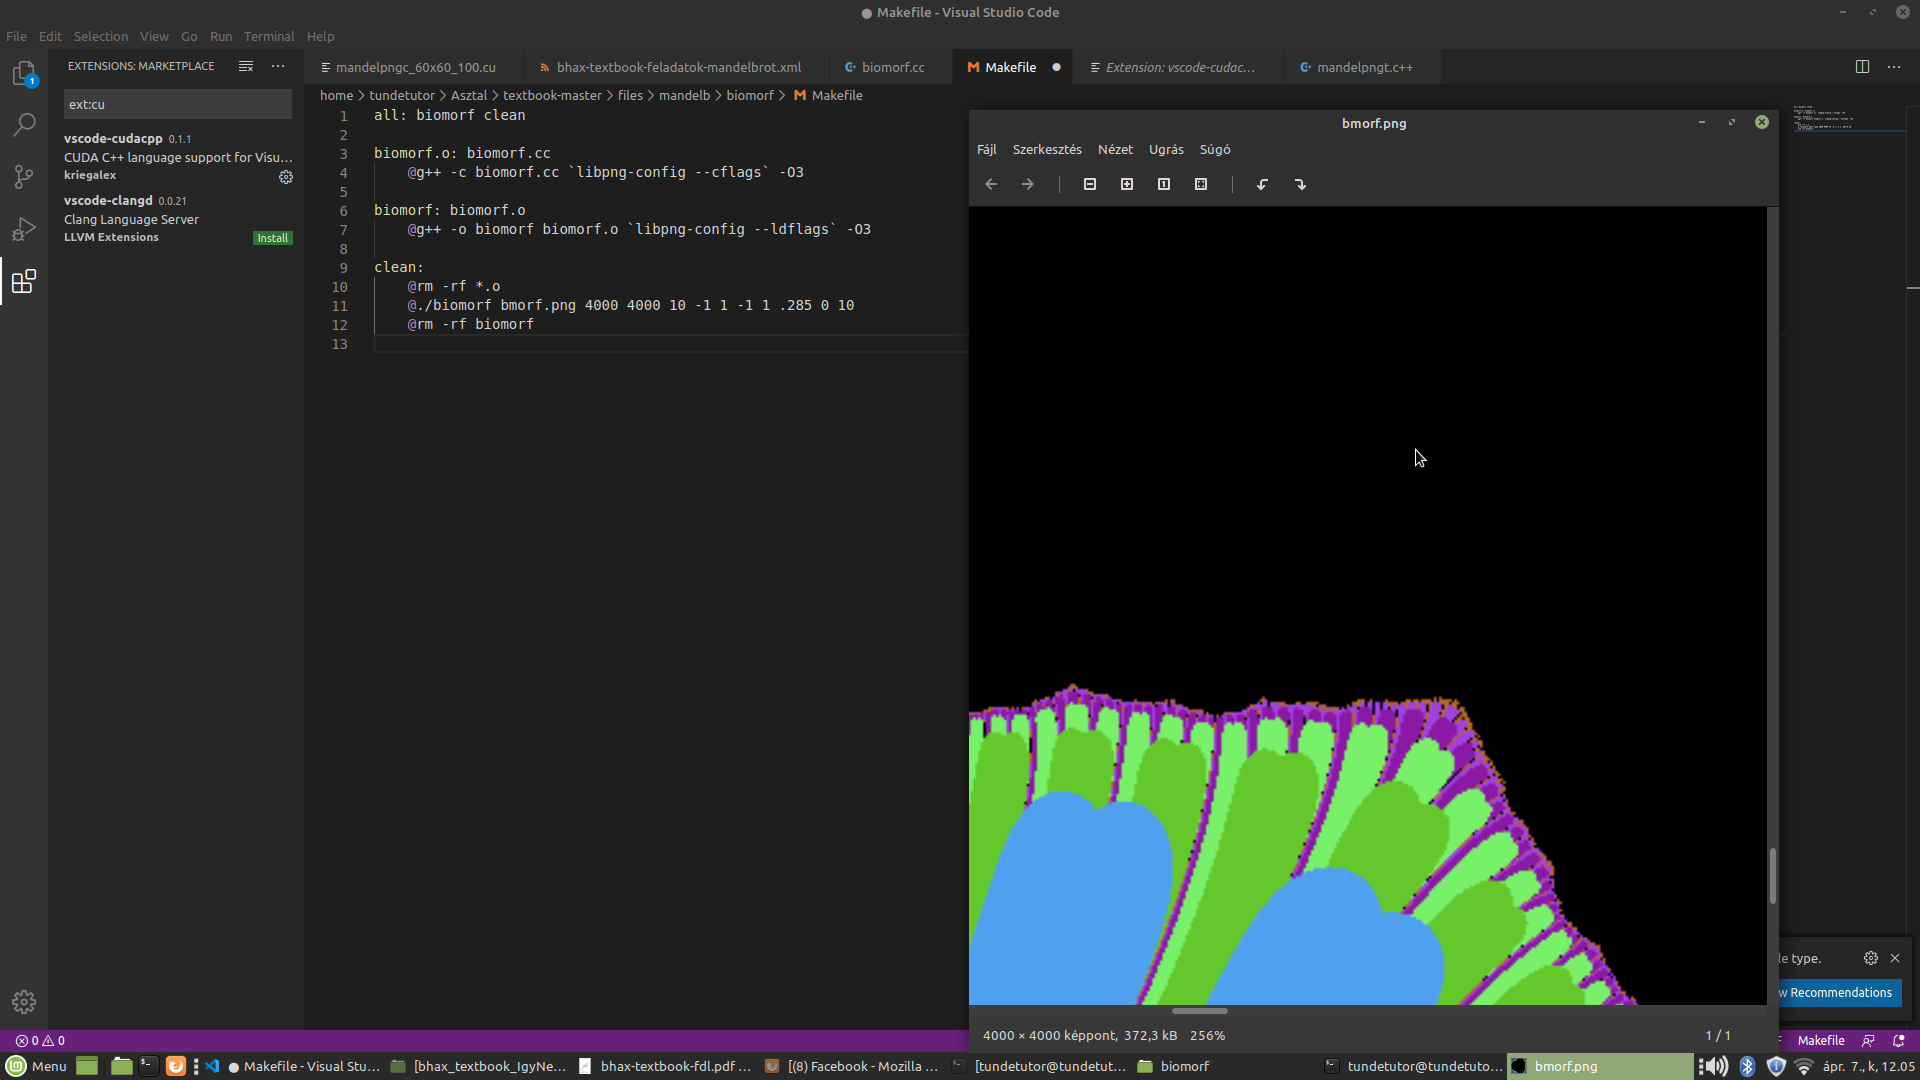 ● Makefile - Visual Studio Code
File Edit Selection View Go Run Terminal Help
1
EXTENSIONS: MARKETPLACE
mandelpngc_60x60_100.cu
bhax-textbook-feladatok-mandelbrot.xml
biomorf.cc
Makefile
Extension: vscode-cudac...
mandelpngt.c++
home > tundetutor > Asztal > textbook-master > files > mandelb > biomorf > Makefile
ext:cu
vscode-cudacpp 0.1.1
CUDA C++ language support for Visu...
kriegalex
vscode-clangd 0.0.21
Clang Language Server
LLVM Extensions
Install
1 all: biomorf clean
2
3 biomorf.o: biomorf.cc
4 @g++ -c biomorf.cc `libpng-config --cflags` -O3
5
6 biomorf: biomorf.o
7 @g++ -o biomorf biomorf.o `libpng-config --ldflags` -O3
8
9 clean:
10 @rm -rf *.o
11 @./biomorf bmorf.png 4000 4000 10 -1 1 -1 1 .285 0 10
12 @rm -rf biomorf
13
bmorf.png
Fájl Szerkesztés Nézet Ugrás Súgó
4000 × 4000 képpont, 372,3 kB 256%
1 / 1
le type.
w Recommendations
0 0
Makefile
Menu
● Makefile - Visual Stu...
[bhax_textbook_IgyNe...
bhax-textbook-fdl.pdf ...
[(8) Facebook - Mozilla ...
[tundetutor@tundetut...
biomorf
tundetutor@tundetuto...
bmorf.png
ápr. 7., k, 12.05